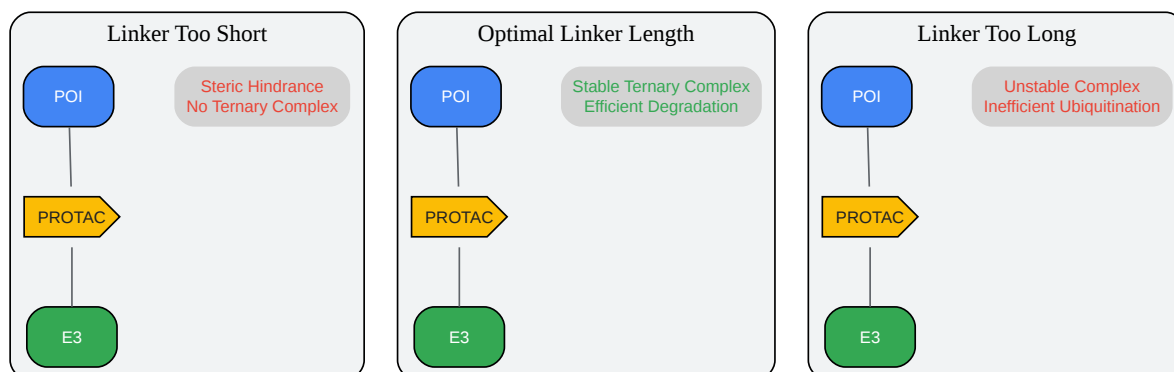 Linker Too Short
POI
Steric Hindrance
No Ternary Complex
PROTAC
E3
Optimal Linker Length
POI
Stable Ternary Complex
Efficient Degradation
PROTAC
E3
Linker Too Long
POI
Unstable Complex
Inefficient Ubiquitination
PROTAC
E3